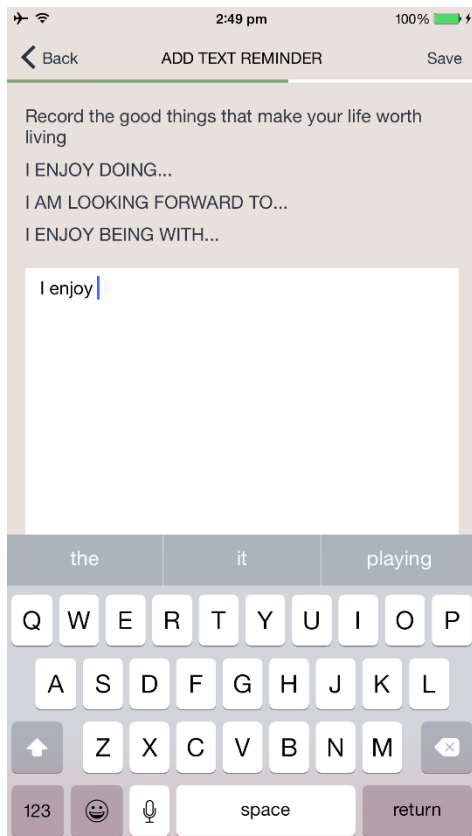 2:49 pm
100%
Back
ADD TEXT REMINDER
Save
Record the good things that make your life worth
living
I ENJOY DOING...
I AM LOOKING FORWARD TO...
I ENJOY BEING WITH...
I enjoy
the it playing
Q W E R T Y U I O P
A S D F G H J K L
Z X C V B N M
123 space return